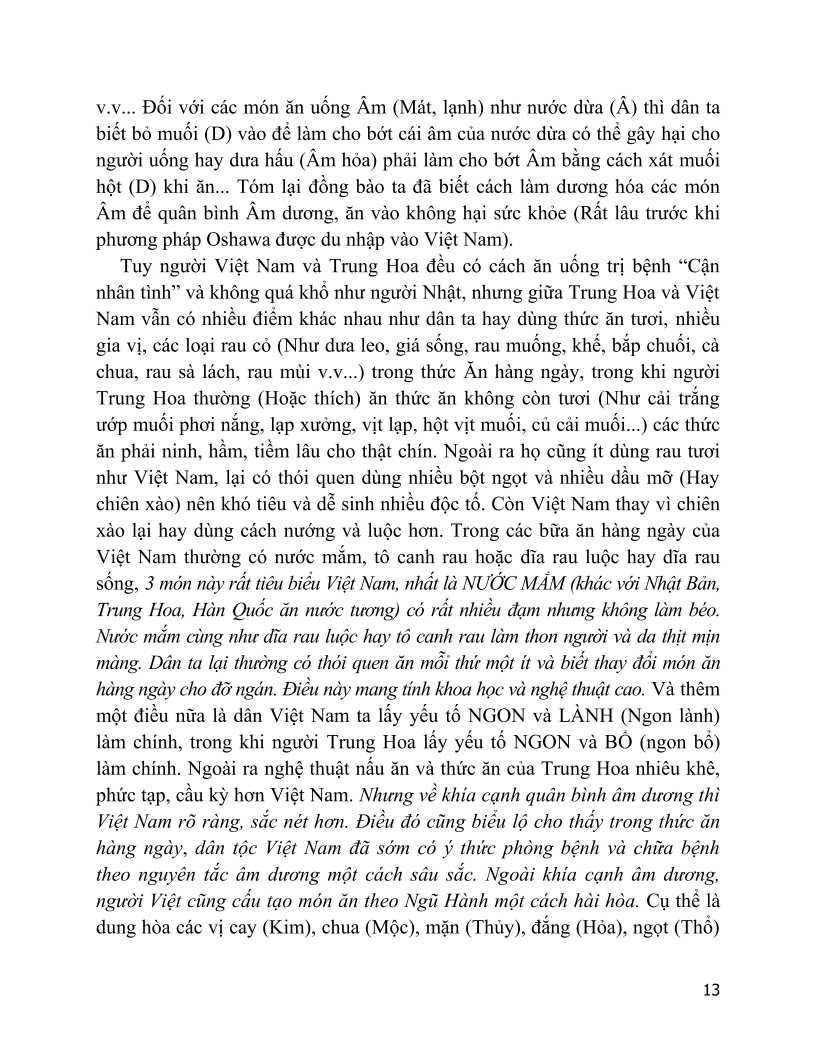 v.v... Đối với các món ăn uống Âm (Mát, lạnh) như nước dừa (Â) thì dân ta
biết bỏ muối (D) vào để làm cho bớt cái âm của nước dừa có thể gây hại cho
người uống hay dưa hấu (Âm hỏa) phải làm cho bớt Âm bằng cách xát muối
hột (D) khi ăn... Tóm lại đồng bào ta đã biết cách làm dương hóa các món
Âm để quân bình Âm dương, ăn vào không hại sức khỏe (Rất lâu trước khi
phương pháp Oshawa được du nhập vào Việt Nam).
Tuy người Việt Nam và Trung Hoa đều có cách ăn uống trị bệnh “Cận
nhân tình” và không quá khổ như người Nhật, nhưng giữa Trung Hoa và Việt
Nam vẫn có nhiều điểm khác nhau như dân ta hay dùng thức ăn tươi, nhiều
gia vị, các loại rau cỏ (Như dưa leo, giá sống, rau muống, khế, bắp chuối, cà
chua, rau sà lách, rau mùi v.v...) trong thức Ăn hàng ngày, trong khi người
Trung Hoa thường (Hoặc thích) ăn thức ăn không còn tươi (Như cải trắng
ướp muối phơi nắng, lạp xưởng, vịt lạp, hột vịt muối, củ cải muối...) các thức
ăn phải ninh, hầm, tiềm lâu cho thật chín. Ngoài ra họ cũng ít dùng rau tươi
như Việt Nam, lại có thói quen dùng nhiều bột ngọt và nhiều dầu mỡ (Hay
chiên xào) nên khó tiêu và dễ sinh nhiều độc tố. Còn Việt Nam thay vì chiên
xào lại hay dùng cách nướng và luộc hơn. Trong các bữa ăn hàng ngày của
Việt Nam thường có nước mắm, tô canh rau hoặc dĩa rau luộc hay dĩa rau
sống, 3 món này rất tiêu biểu Việt Nam, nhất là NƯỚC MẮM (khác với Nhật Bản,
Trung Hoa, Hàn Quốc ăn nước tương) có rất nhiều đạm nhưng không làm béo.
Nước mắm cùng như dĩa rau luộc hay tô canh rau làm thon người và da thịt mịn
màng. Dân ta lại thường có thói quen ăn mỗi thứ một ít và biết thay đổi món ăn
hàng ngày cho đỡ ngán. Điều này mang tính khoa học và nghệ thuật cao. Và thêm
một điều nữa là dân Việt Nam ta lấy yếu tố NGON và LÀNH (Ngon lành)
làm chính, trong khi người Trung Hoa lấy yếu tố NGON và BỔ (ngon bổ)
làm chính. Ngoài ra nghệ thuật nấu ăn và thức ăn của Trung Hoa nhiêu khê,
phức tạp, cầu kỳ hơn Việt Nam. Nhưng về khía cạnh quân bình âm dương thì
Việt Nam rõ ràng, sắc nét hơn. Điều đó cũng biểu lộ cho thấy trong thức ăn
hàng ngày, dân tộc Việt Nam đã sớm có ý thức phòng bệnh và chữa bệnh
theo nguyên tắc âm dương một cách sâu sắc. Ngoài khía cạnh âm dương,
người Việt cũng cấu tạo món ăn theo Ngũ Hành một cách hài hòa. Cụ thể là
dung hòa các vị cay (Kim), chua (Mộc), mặn (Thủy), đắng (Hỏa), ngọt (Thổ)
13